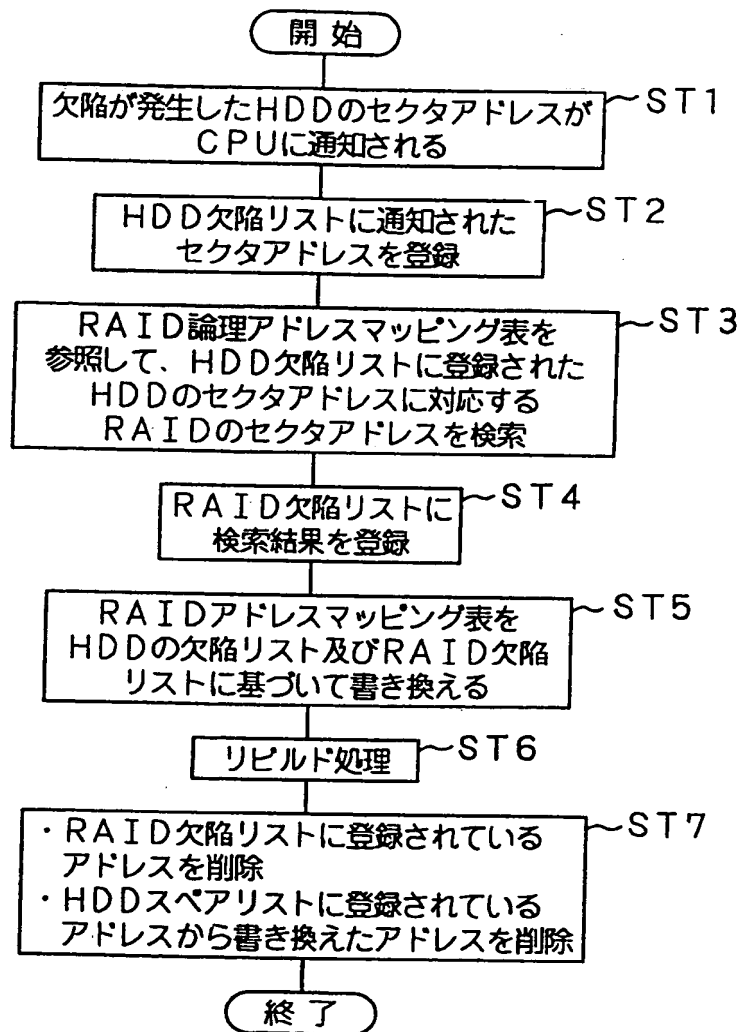 開始
欠陥が発生したHDDのセクタアドレスが
CPUに通知される
~ST1
HDD欠陥リストに通知された
セクタアドレスを登録
~ST2
RAID論理アドレスマッピング表を
参照して、HDD欠陥リストに登録された
HDDのセクタアドレスに対応する
RAIDのセクタアドレスを検索
~ST3
RAID欠陥リストに
検索結果を登録
~ST4
RAIDアドレスマッピング表を
HDDの欠陥リスト及びRAID欠陥
リストに基づいて書き換える
~ST5
リビルド処理
~ST6
・RAID欠陥リストに登録されている
アドレスを削除
・HDDスペアリストに登録されている
アドレスから書き換えたアドレスを削除
~ST7
終了